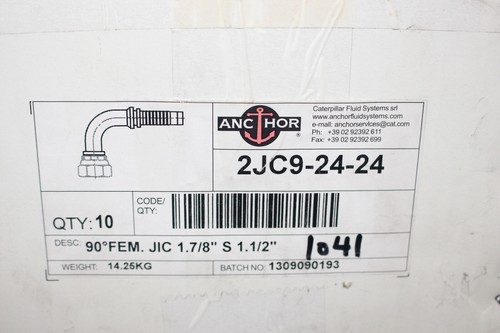 ANCHOR ®
Caterpillar Fluid Systems srl
www.anchorfluidsystems.com
e-mail: anchorservices@cat.com
Ph: +39 02 92392 611
Fax: +39 02 92392 699
2JC9-24-24
CODE/
QTY:
QTY: 10
DESC: 90°FEM. JIC 1.7/8" S 1.1/2"
1041
WEIGHT: 14.25KG
BATCH NO: 1309090193